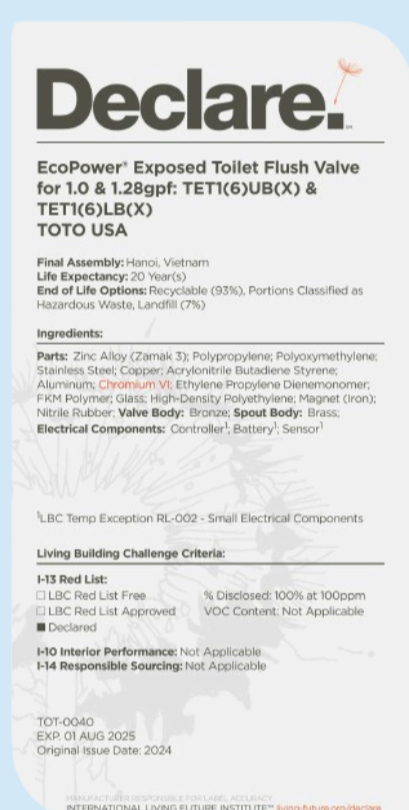 Declare.
EcoPower® Exposed Toilet Flush Valve
for 1.0 & 1.28gpf: TET1(6)UB(X) &
TET1(6)LB(X)
TOTO USA
Final Assembly: Hanoi, Vietnam
Life Expectancy: 20 Year(s)
End of Life Options: Recyclable (93%), Portions Classified as
Hazardous Waste, Landfill (7%)
Ingredients:
Parts: Zinc Alloy (Zamak 3); Polypropylene; Polyoxymethylene;
Stainless Steel; Copper; Acrylonitrile Butadiene Styrene;
Aluminum; Chromium VI; Ethylene Propylene Dienemonomer;
FKM Polymer; Glass; High-Density Polyethylene; Magnet (Iron);
Nitrile Rubber; Valve Body: Bronze; Spout Body: Brass;
Electrical Components: Controller¹; Battery¹; Sensor¹
¹LBC Temp Exception RL-002 - Small Electrical Components
Living Building Challenge Criteria:
I-13 Red List:
☐ LBC Red List Free % Disclosed: 100% at 100ppm
☐ LBC Red List Approved VOC Content: Not Applicable
■ Declared
I-10 Interior Performance: Not Applicable
I-14 Responsible Sourcing: Not Applicable
TOT-0040
EXP. 01 AUG 2025
Original Issue Date: 2024
MANUFACTURER RESPONSIBLE FOR LABEL ACCURACY
INTERNATIONAL LIVING FUTURE INSTITUTE℠ living-future.org/declare